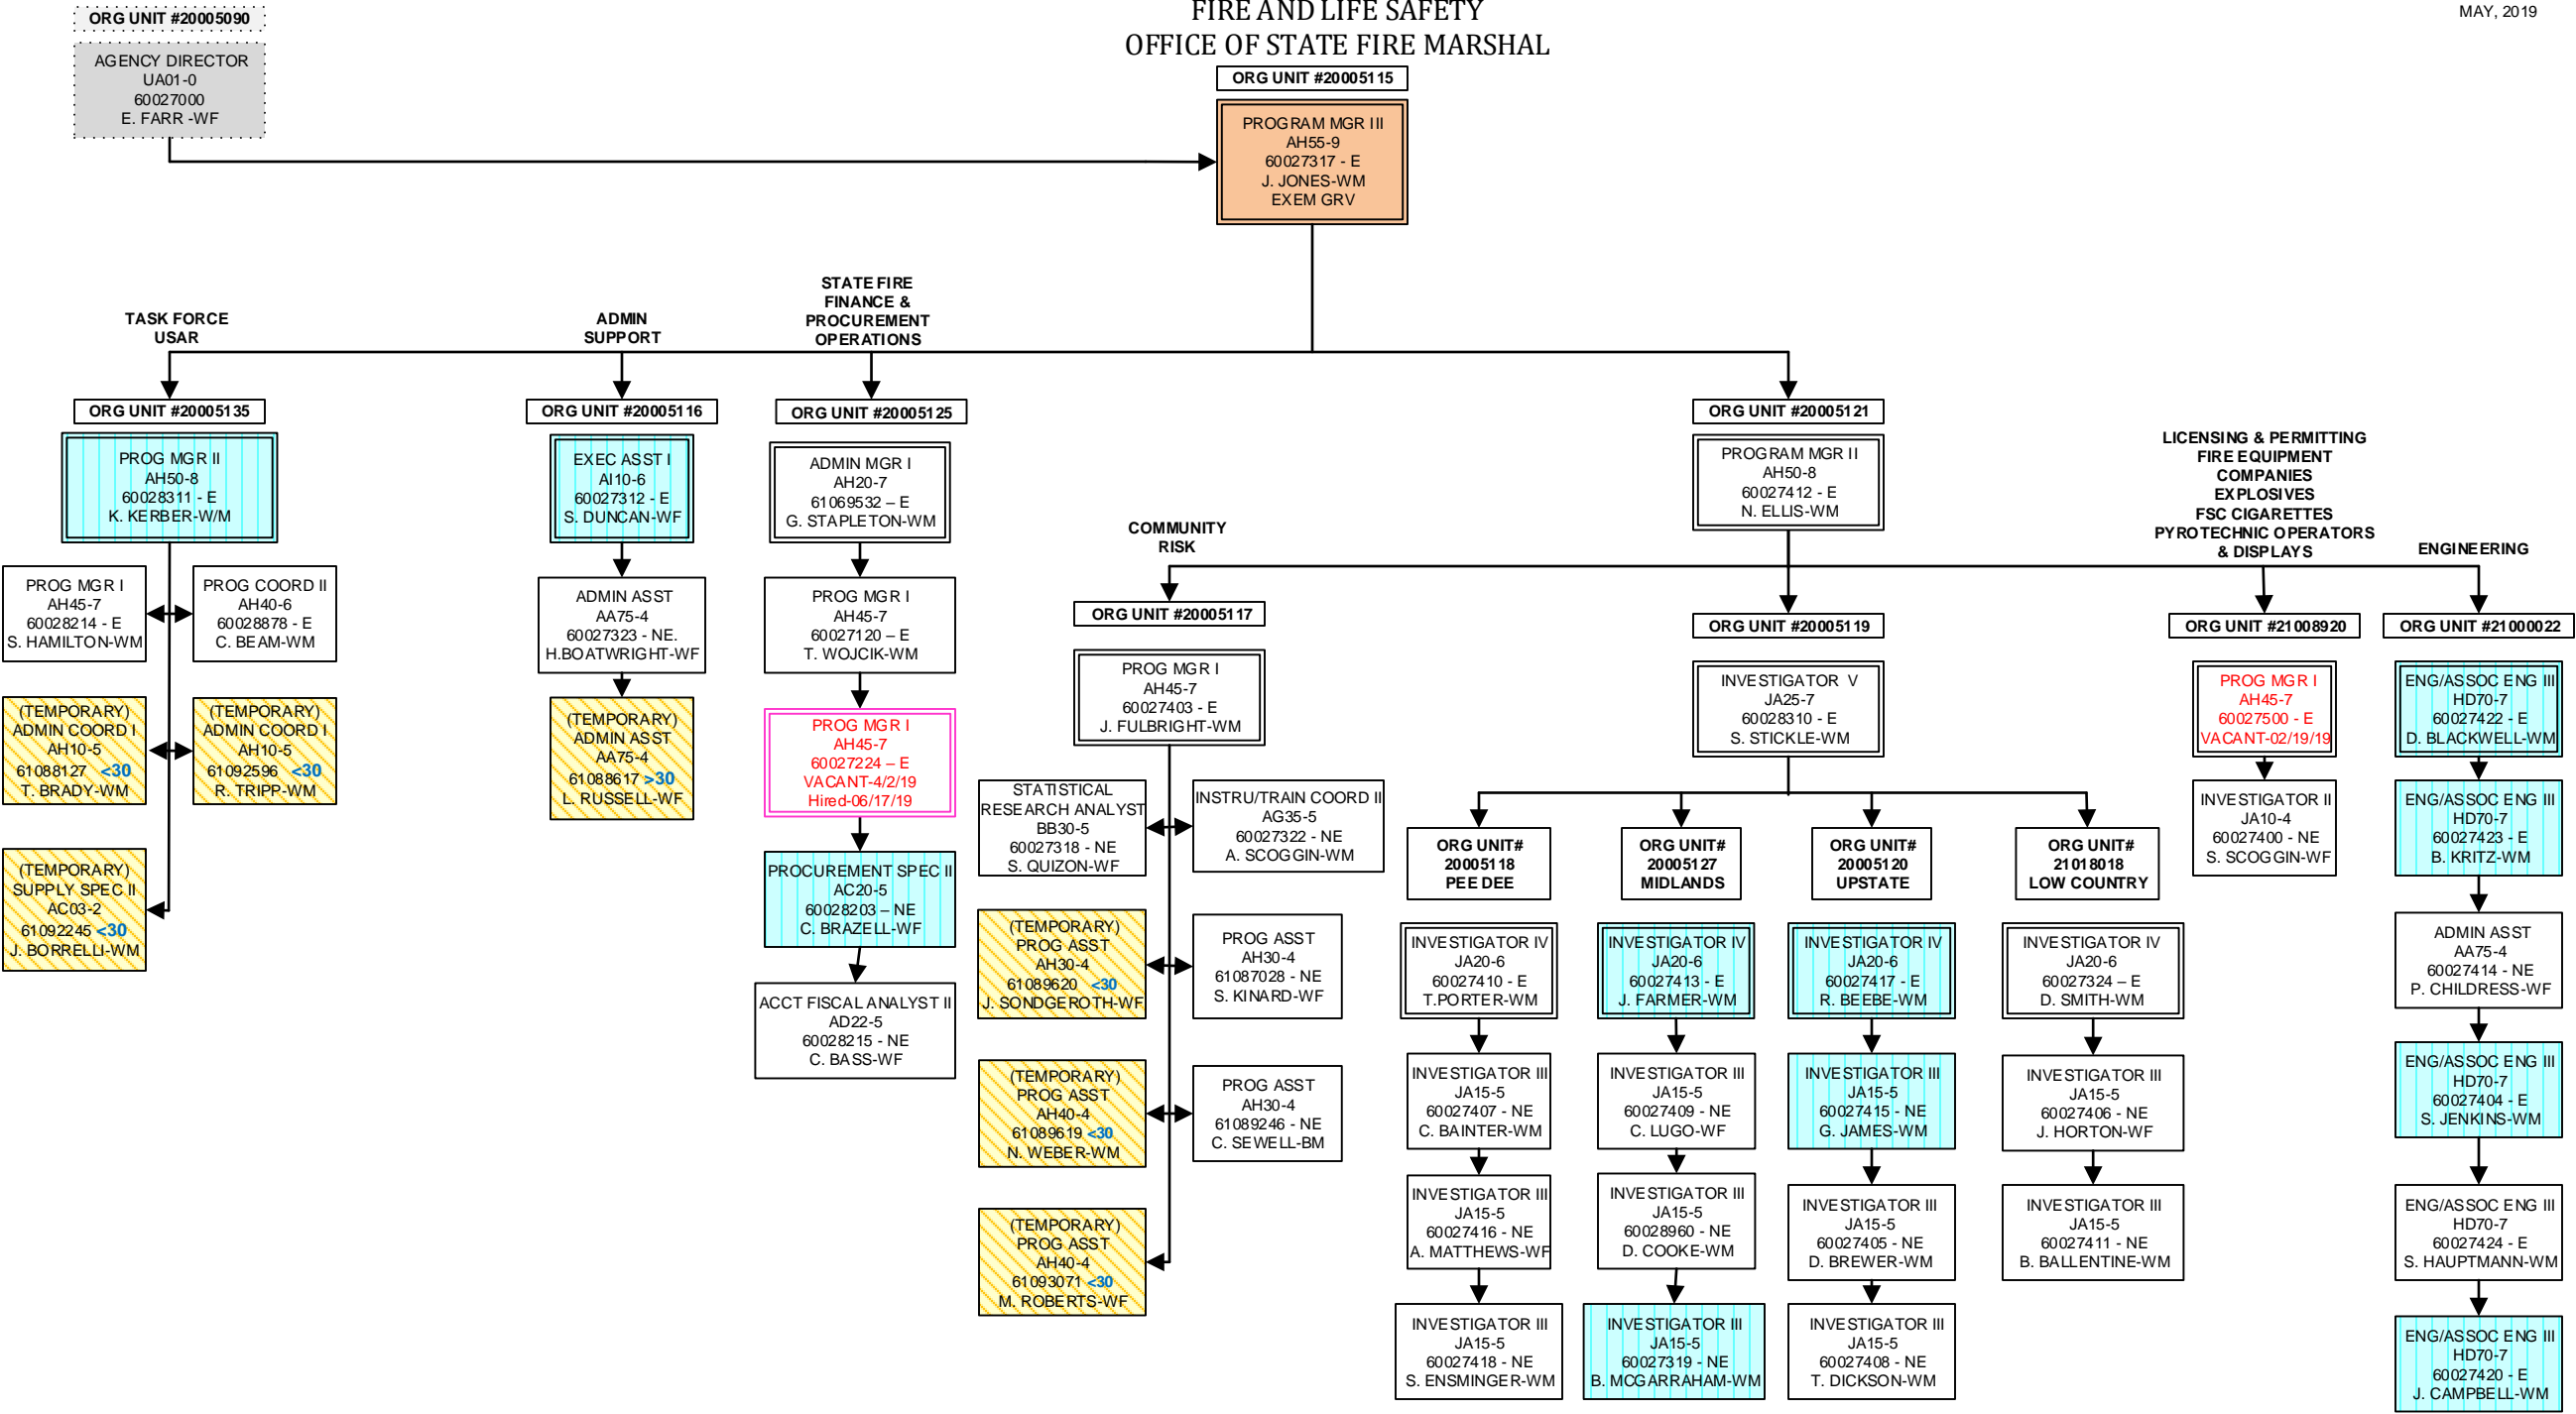 FIRE AND LIFE SAFETY
OFFICE OF STATE FIRE MARSHAL
MAY, 2019
ORG UNIT #20005090
AGENCY DIRECTOR
UA01-0
60027000
E. FARR -WF
ORG UNIT #20005115
PROGRAM MGR III
AH55-9
60027317 - E
J. JONES-WM
EXEM GRV
TASK FORCE
USAR
ORG UNIT #20005135
PROG MGR II
AH50-8
60028311 - E
K. KERBER-W/M
PROG MGR I
AH45-7
60028214 - E
S. HAMILTON-WM
PROG COORD II
AH40-6
60028878 - E
C. BEAM-WM
(TEMPORARY)
ADMIN COORD I
AH10-5
61088127 <30
T. BRADY-WM
(TEMPORARY)
ADMIN COORD I
AH10-5
61092596 <30
R. TRIPP-WM
(TEMPORARY)
SUPPLY SPEC II
AC03-2
61092245 <30
J. BORRELLI-WM
ADMIN
SUPPORT
ORG UNIT #20005116
EXEC ASST I
AI10-6
60027312 - E
S. DUNCAN-WF
ADMIN ASST
AA75-4
60027323 - NE.
H.BOATWRIGHT-WF
(TEMPORARY)
ADMIN ASST
AA75-4
61088617 >30
L. RUSSELL-WF
STATE FIRE
FINANCE &
PROCUREMENT
OPERATIONS
ORG UNIT #20005125
ADMIN MGR I
AH20-7
61069532 – E
G. STAPLETON-WM
PROG MGR I
AH45-7
60027120 – E
T. WOJCIK-WM
PROG MGR I
AH45-7
60027224 – E
VACANT-4/2/19
Hired-06/17/19
PROCUREMENT SPEC II
AC20-5
60028203 – NE
C. BRAZELL-WF
ACCT FISCAL ANALYST II
AD22-5
60028215 - NE
C. BASS-WF
ORG UNIT #20005121
PROGRAM MGR II
AH50-8
60027412 - E
N. ELLIS-WM
COMMUNITY
RISK
ORG UNIT #20005117
PROG MGR I
AH45-7
60027403 - E
J. FULBRIGHT-WM
STATISTICAL
RESEARCH ANALYST
BB30-5
60027318 - NE
S. QUIZON-WF
INSTRU/TRAIN COORD II
AG35-5
60027322 - NE
A. SCOGGIN-WM
(TEMPORARY)
PROG ASST
AH30-4
61089620 <30
J. SONDGEROTH-WF
PROG ASST
AH30-4
61087028 - NE
S. KINARD-WF
(TEMPORARY)
PROG ASST
AH40-4
61089619 <30
N. WEBER-WM
PROG ASST
AH30-4
61089246 - NE
C. SEWELL-BM
(TEMPORARY)
PROG ASST
AH40-4
61093071 <30
M. ROBERTS-WF
ORG UNIT #20005119
INVESTIGATOR V
JA25-7
60028310 - E
S. STICKLE-WM
ORG UNIT#
20005118
PEE DEE
INVESTIGATOR IV
JA20-6
60027410 - E
T.PORTER-WM
INVESTIGATOR III
JA15-5
60027407 - NE
C. BAINTER-WM
INVESTIGATOR III
JA15-5
60027416 - NE
A. MATTHEWS-WF
INVESTIGATOR III
JA15-5
60027418 - NE
S. ENSMINGER-WM
ORG UNIT#
20005127
MIDLANDS
INVESTIGATOR IV
JA20-6
60027413 - E
J. FARMER-WM
INVESTIGATOR III
JA15-5
60027409 - NE
C. LUGO-WF
INVESTIGATOR III
JA15-5
60028960 - NE
D. COOKE-WM
INVESTIGATOR III
JA15-5
60027319 - NE
B. MCGARRAHAM-WM
ORG UNIT#
20005120
UPSTATE
INVESTIGATOR IV
JA20-6
60027417 - E
R. BEEBE-WM
INVESTIGATOR III
JA15-5
60027415 - NE
G. JAMES-WM
INVESTIGATOR III
JA15-5
60027405 - NE
D. BREWER-WM
INVESTIGATOR III
JA15-5
60027408 - NE
T. DICKSON-WM
ORG UNIT#
21018018
LOW COUNTRY
INVESTIGATOR IV
JA20-6
60027324 – E
D. SMITH-WM
INVESTIGATOR III
JA15-5
60027406 - NE
J. HORTON-WF
INVESTIGATOR III
JA15-5
60027411 - NE
B. BALLENTINE-WM
LICENSING & PERMITTING
FIRE EQUIPMENT
COMPANIES
EXPLOSIVES
FSC CIGARETTES
PYROTECHNIC OPERATORS
& DISPLAYS
ORG UNIT #21008920
PROG MGR I
AH45-7
60027500 - E
VACANT-02/19/19
INVESTIGATOR II
JA10-4
60027400 - NE
S. SCOGGIN-WF
ENGINEERING
ORG UNIT #21000022
ENG/ASSOC ENG III
HD70-7
60027422 - E
D. BLACKWELL-WM
ENG/ASSOC ENG III
HD70-7
60027423 - E
B. KRITZ-WM
ADMIN ASST
AA75-4
60027414 - NE
P. CHILDRESS-WF
ENG/ASSOC ENG III
HD70-7
60027404 - E
S. JENKINS-WM
ENG/ASSOC ENG III
HD70-7
60027424 - E
S. HAUPTMANN-WM
ENG/ASSOC ENG III
HD70-7
60027420 - E
J. CAMPBELL-WM